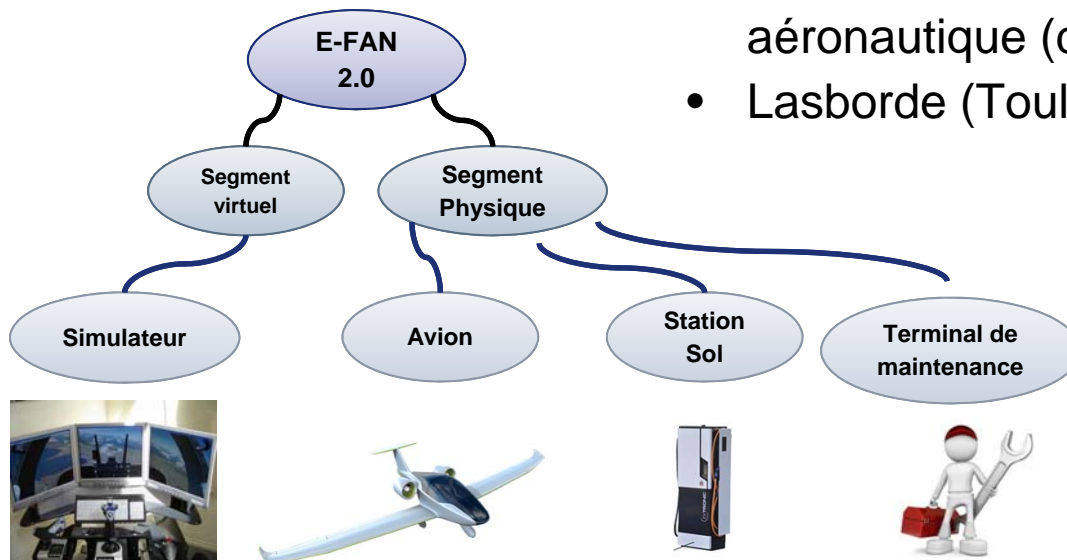 E-FAN
2.0
aéronautique (
• Lasborde (Toul
Segment
virtuel
Segment
Physique
Simulateur
Avion
Station
Sol
Terminal de
maintenance